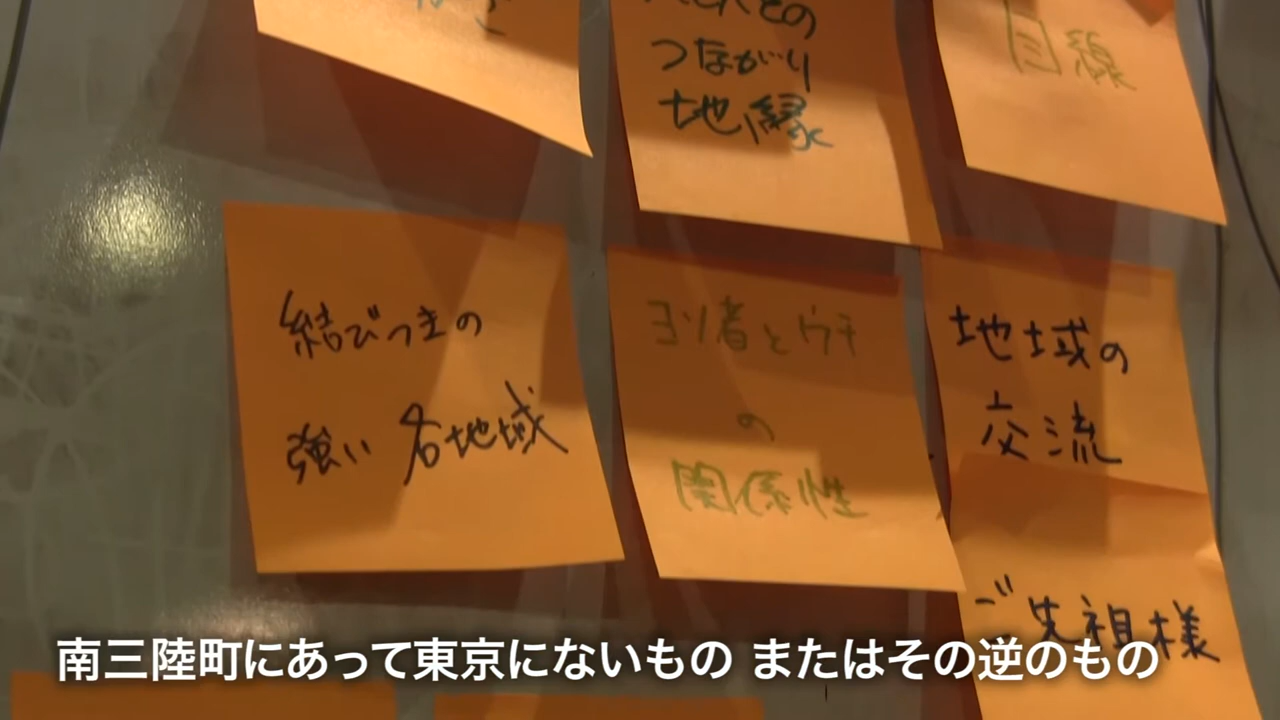 つながり
地縁
目線
結びつきの
強い 各地域
ヨソ者とウチ
の
関係性
地域の
交流
ご先祖様
南三陸町にあって東京にないもの またはその逆のもの